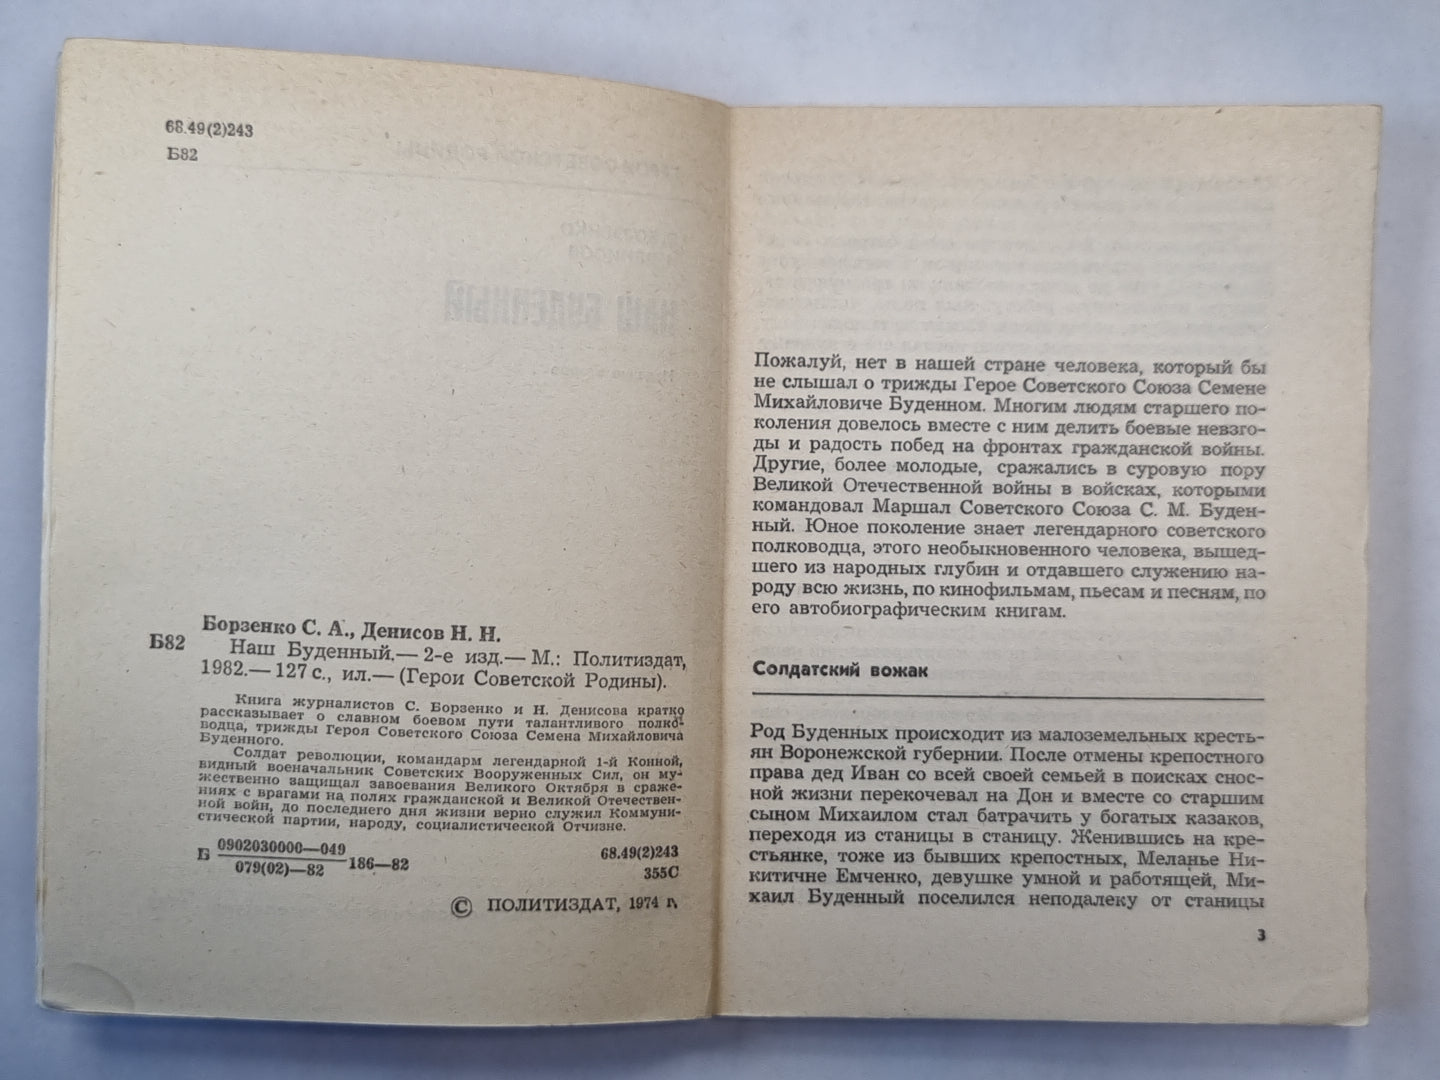 68.49(2)243
Б82
Борзенко С. А., Денисов Н. Н.
Б82
Наш Буденный.— 2-е изд.— М.: Политиздат,
1982.— 127 с., ил.— (Герои Советской Родины).
Книга журналистов С. Борзенко и Н. Денисова кратко
рассказывает о славном боевом пути талантливого полко-
водца, трижды Героя Советского Союза Семена Михайловича
Буденного.
Солдат революции, командарм легендарной 1-й Конной,
видный военачальник Советских Вооруженных Сил, он му-
жественно защищал завоевания Великого Октября в сраже-
ниях с врагами на полях гражданской и Великой Отечествен-
ной войн, до последнего дня жизни верно служил Коммуни-
стической партии, народу, социалистической Отчизне.
Б 0902030000—049
079(02)—82 186—82
68.49(2)243
355С
© ПОЛИТИЗДАТ, 1974 г.
Пожалуй, нет в нашей стране человека, который бы
не слышал о трижды Герое Советского Союза Семене
Михайловиче Буденном. Многим людям старшего по-
коления довелось вместе с ним делить боевые невзго-
ды и радость побед на фронтах гражданской войны.
Другие, более молодые, сражались в суровую пору
Великой Отечественной войны в войсках, которыми
командовал Маршал Советского Союза С. М. Буден-
ный. Юное поколение знает легендарного советского
полководца, этого необыкновенного человека, вышед-
шего из народных глубин и отдавшего служению на-
роду всю жизнь, по кинофильмам, пьесам и песням, по
его автобиографическим книгам.
Солдатский вожак
Род Буденных происходит из малоземельных кресть-
ян Воронежской губернии. После отмены крепостного
права дед Иван со всей своей семьей в поисках снос-
ной жизни перекочевал на Дон и вместе со старшим
сыном Михаилом стал батрачить у богатых казаков,
переходя из станицы в станицу. Женившись на кре-
стьянке, тоже из бывших крепостных, Меланье Ни-
китичне Емченко, девушке умной и работящей, Ми-
хаил Буденный поселился неподалеку от станицы
3